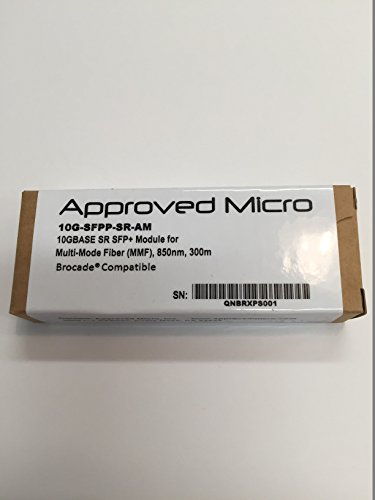 Approved Micro
10G-SFPP-SR-AM
10GBASE SR SFP+ Module for
Multi-Mode Fiber (MMF), 850nm, 300m
Brocade® Compatible
SN:
QNBRXPS001